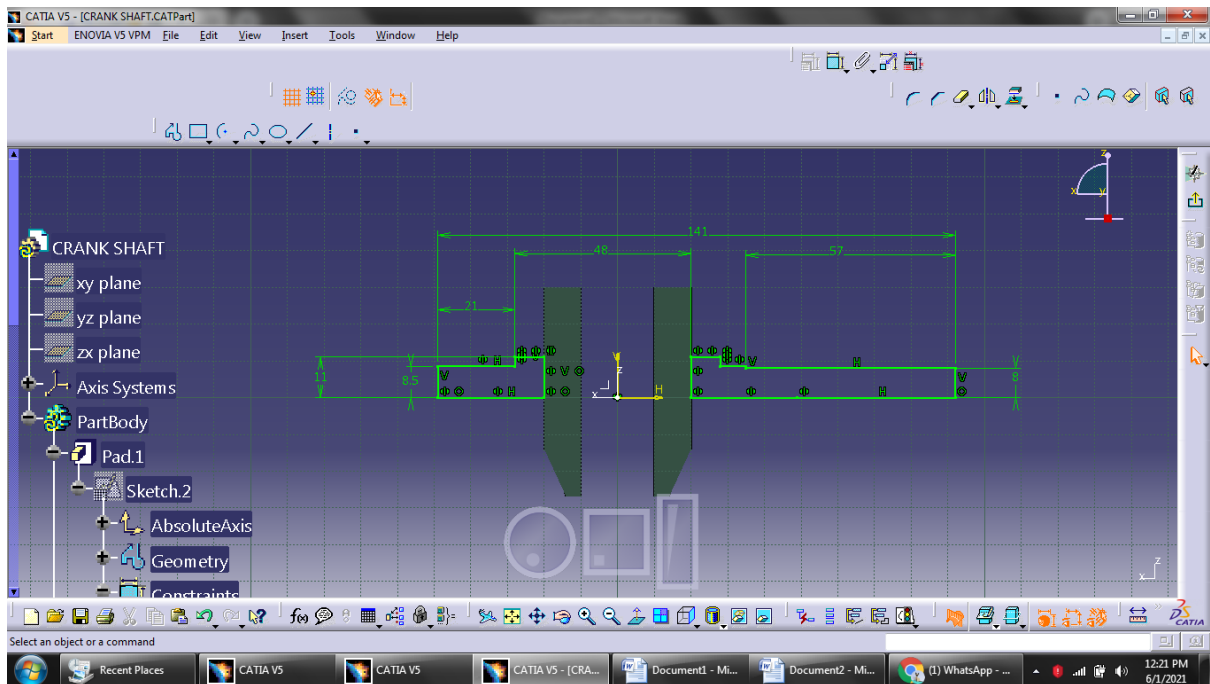 CATIA V5 - [CRANK SHAFT.CATPart]
Start ENOVIA V5 VPM File Edit View Insert Tools Window Help
z
x y
141
48 57
21
11 8.5 8
V V V V V
H H H H H
z
x
CRANK SHAFT
xy plane
yz plane
zx plane
Axis Systems
PartBody
Pad.1
Sketch.2
AbsoluteAxis
Geometry
Constraints
z
x
f(x)
CATIA
Select an object or a command
Recent Places CATIA V5 CATIA V5 CATIA V5 - [CRA... Document1 - Mi... Document2 - Mi... (1) WhatsApp - ... 12:21 PM
6/1/2021